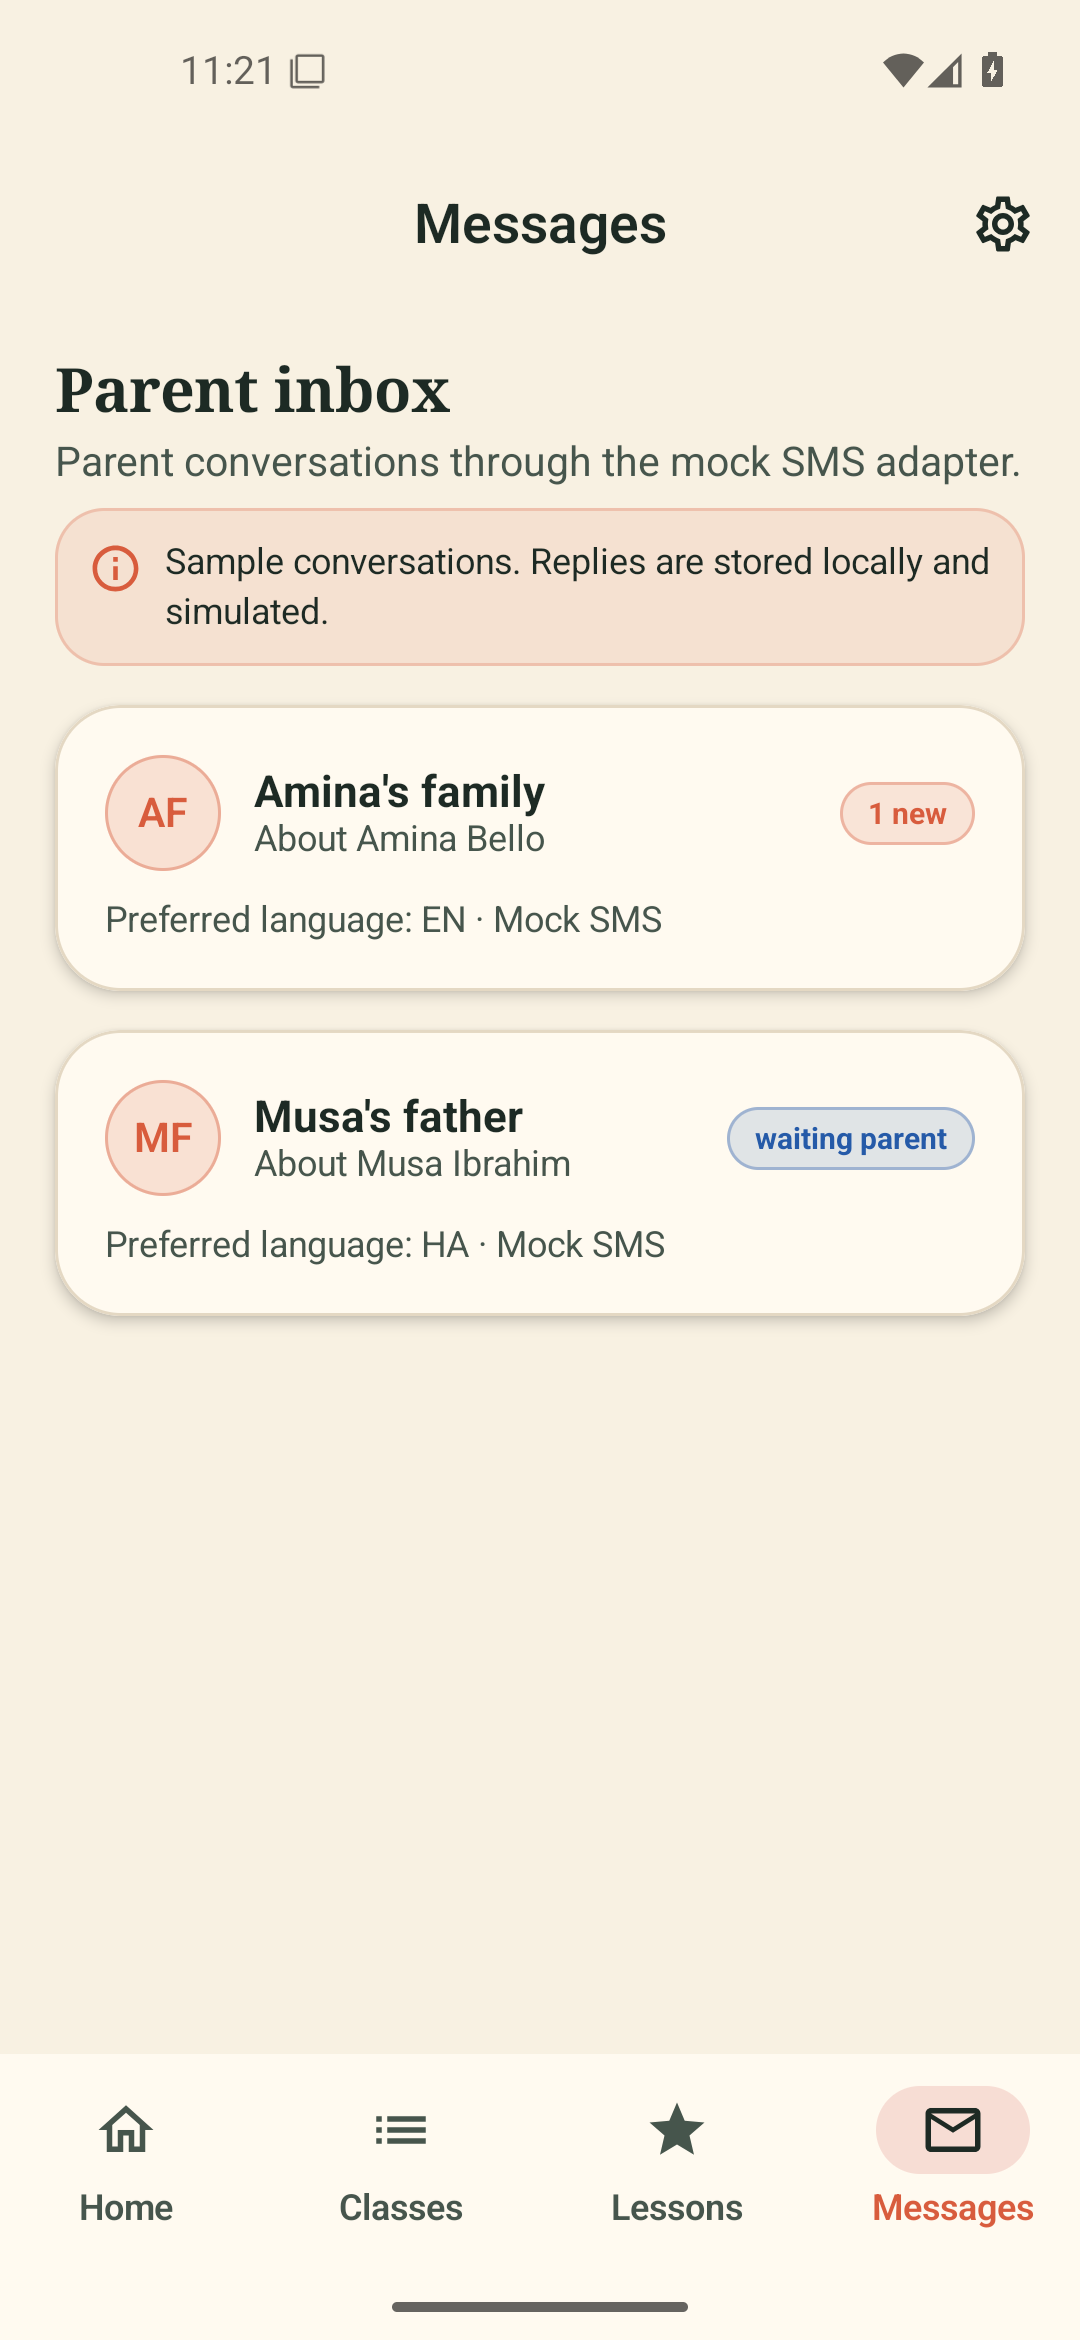 11:21
Messages
Parent inbox
Parent conversations through the mock SMS adapter.
Sample conversations. Replies are stored locally and
simulated.
AF
Amina's family
About Amina Bello
1 new
Preferred language: EN · Mock SMS
MF
Musa's father
About Musa Ibrahim
waiting parent
Preferred language: HA · Mock SMS
Home
Classes
Lessons
Messages